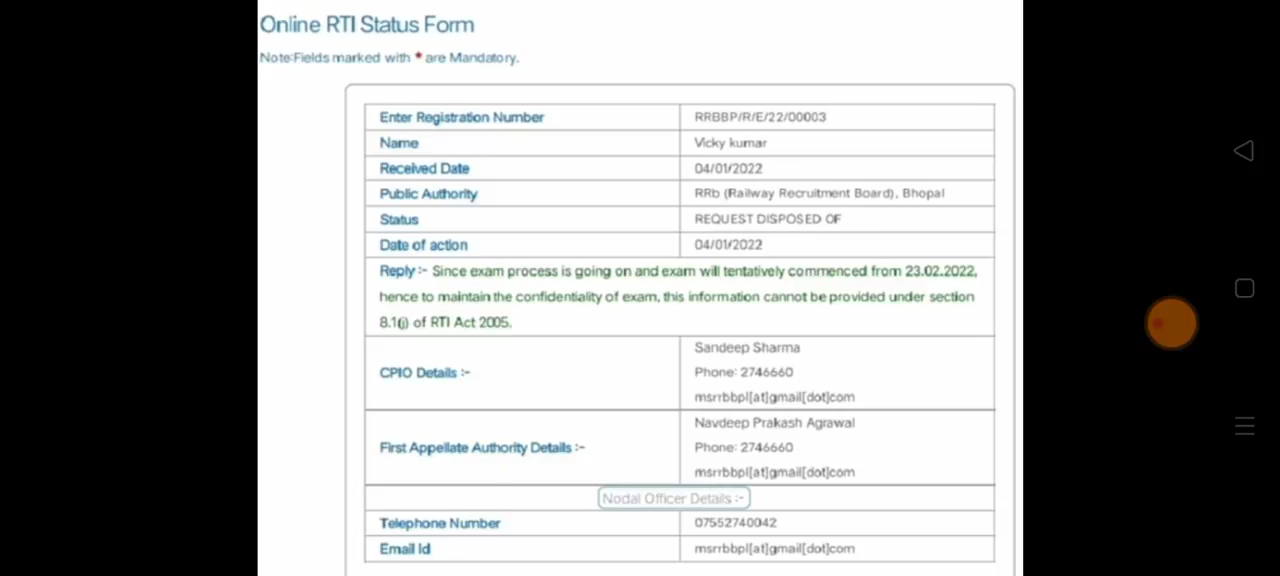 Online RTI Status Form
Note:Fields marked with * are Mandatory.
Enter Registration Number RRBBP/R/E/22/00003
Name Vicky kumar
Received Date 04/01/2022
Public Authority RRb (Railway Recruitment Board), Bhopal
Status REQUEST DISPOSED OF
Date of action 04/01/2022
Reply :- Since exam process is going on and exam will tentatively commenced from 23.02.2022,
hence to maintain the confidentiality of exam, this information cannot be provided under section
8.1(j) of RTI Act 2005.
CPIO Details :- Sandeep Sharma
Phone: 2746660
msrrbbpl[at]gmail[dot]com
First Appellate Authority Details :- Navdeep Prakash Agrawal
Phone: 2746660
msrrbbpl[at]gmail[dot]com
Nodal Officer Details :-
Telephone Number 07552740042
Email Id msrrbbpl[at]gmail[dot]com